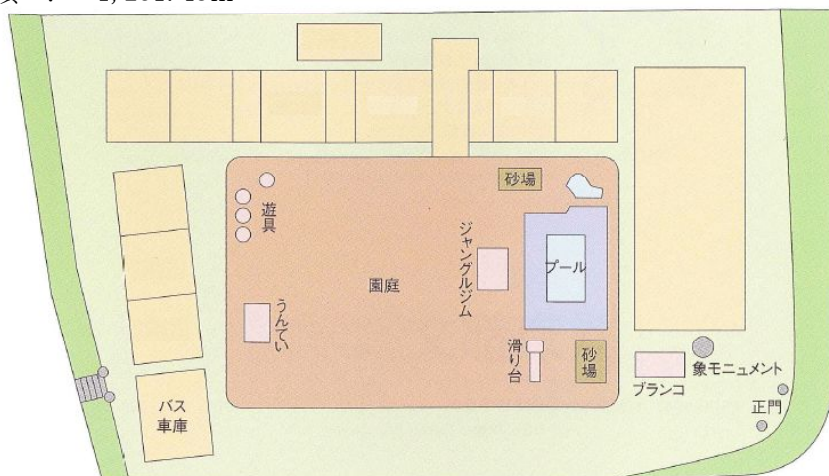 砂場
遊具
ジャングルジム
プール
園庭
うんてい
滑り台
砂場
象モニュメント
ブランコ
正門
バス
車庫